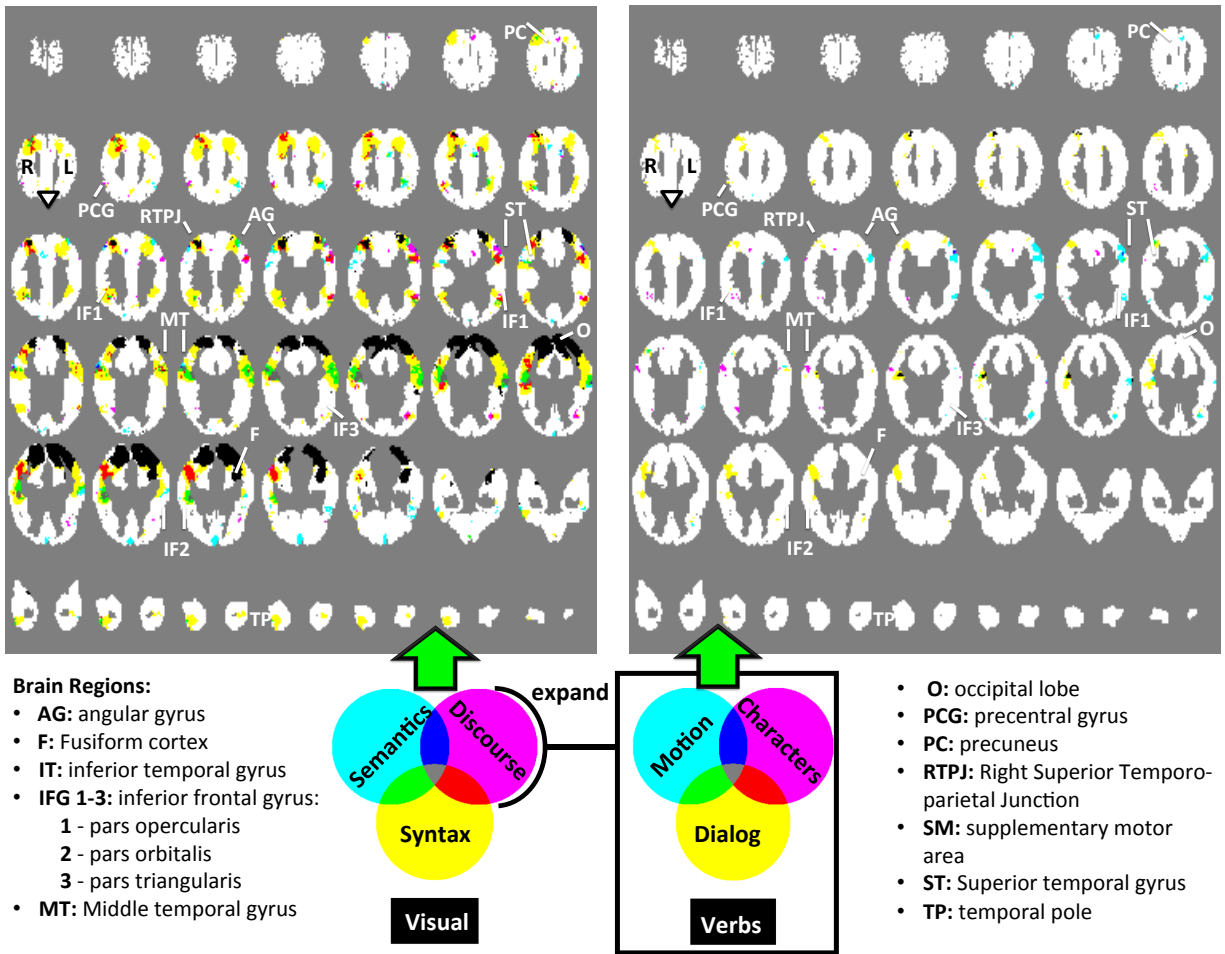 PC
R L
PCG
RTPJ
AG
ST
IF1
IF1
MT
O
IF3
F
IF2
TP
PC
R L
PCG
RTPJ
AG
ST
IF1
IF1
MT
O
IF3
F
IF2
TP
Brain Regions:
• AG: angular gyrus
• F: Fusiform cortex
• IT: inferior temporal gyrus
• IFG 1-3: inferior frontal gyrus:
1 - pars opercularis
2 - pars orbitalis
3 - pars triangularis
• MT: Middle temporal gyrus
Semantics
Discourse
Syntax
Visual
expand
Motion
Characters
Dialog
Verbs
• O: occipital lobe
• PCG: precentral gyrus
• PC: precuneus
• RTPJ: Right Superior Temporo-
parietal Junction
• SM: supplementary motor
area
• ST: Superior temporal gyrus
• TP: temporal pole